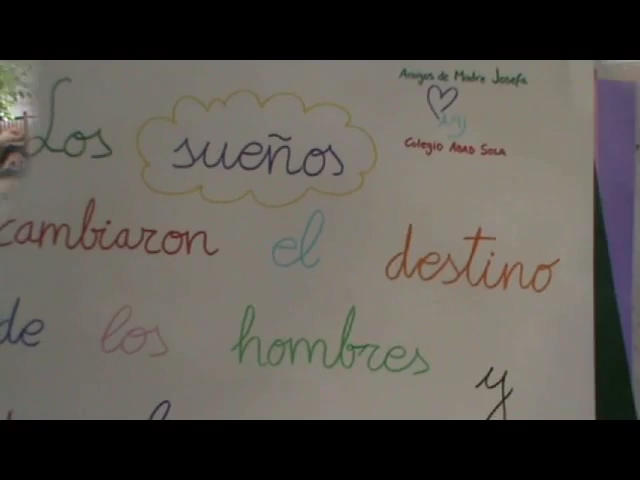 Amigos de Madre Josefa
Colegio ABAD SOLA
Los sueños
cambiaron el destino
de los hombres y